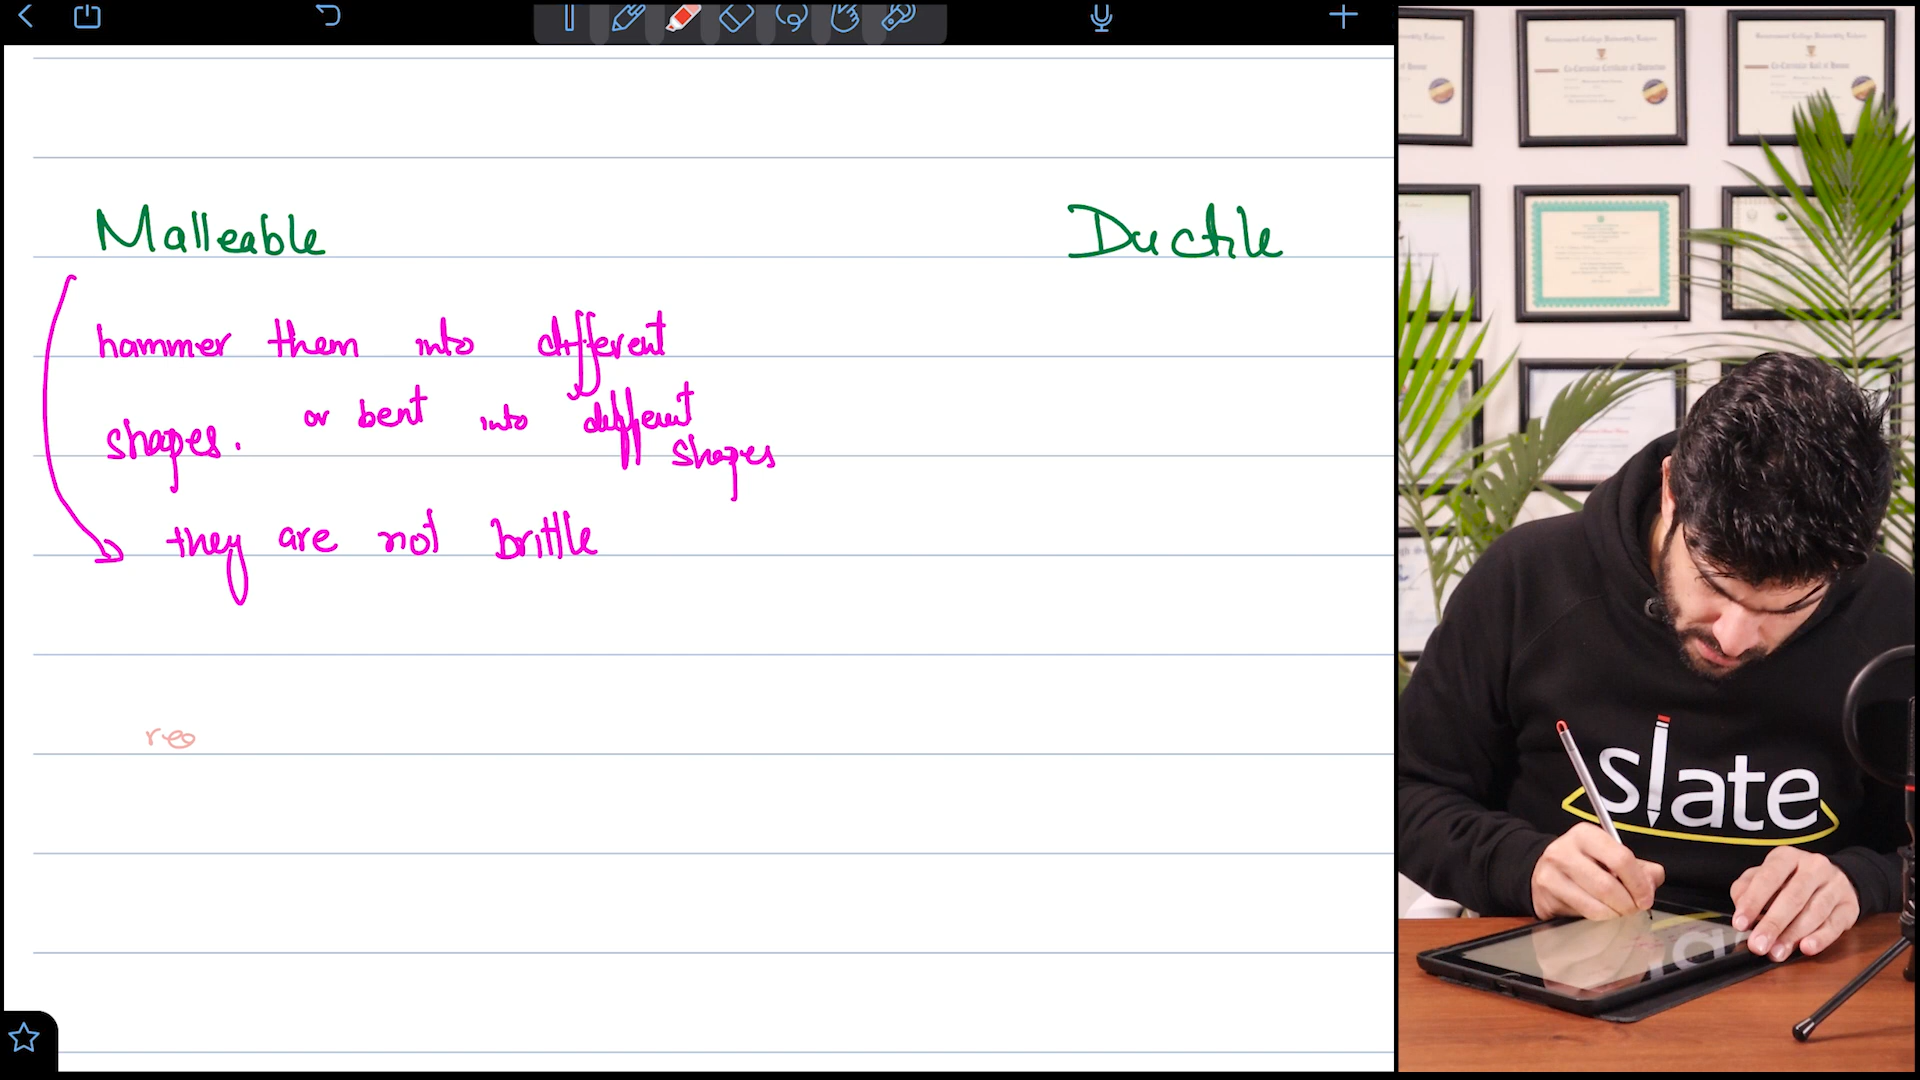 Malleable
Ductile
hammer them into different
shapes. or bent into different
shapes
they are not brittle
slate